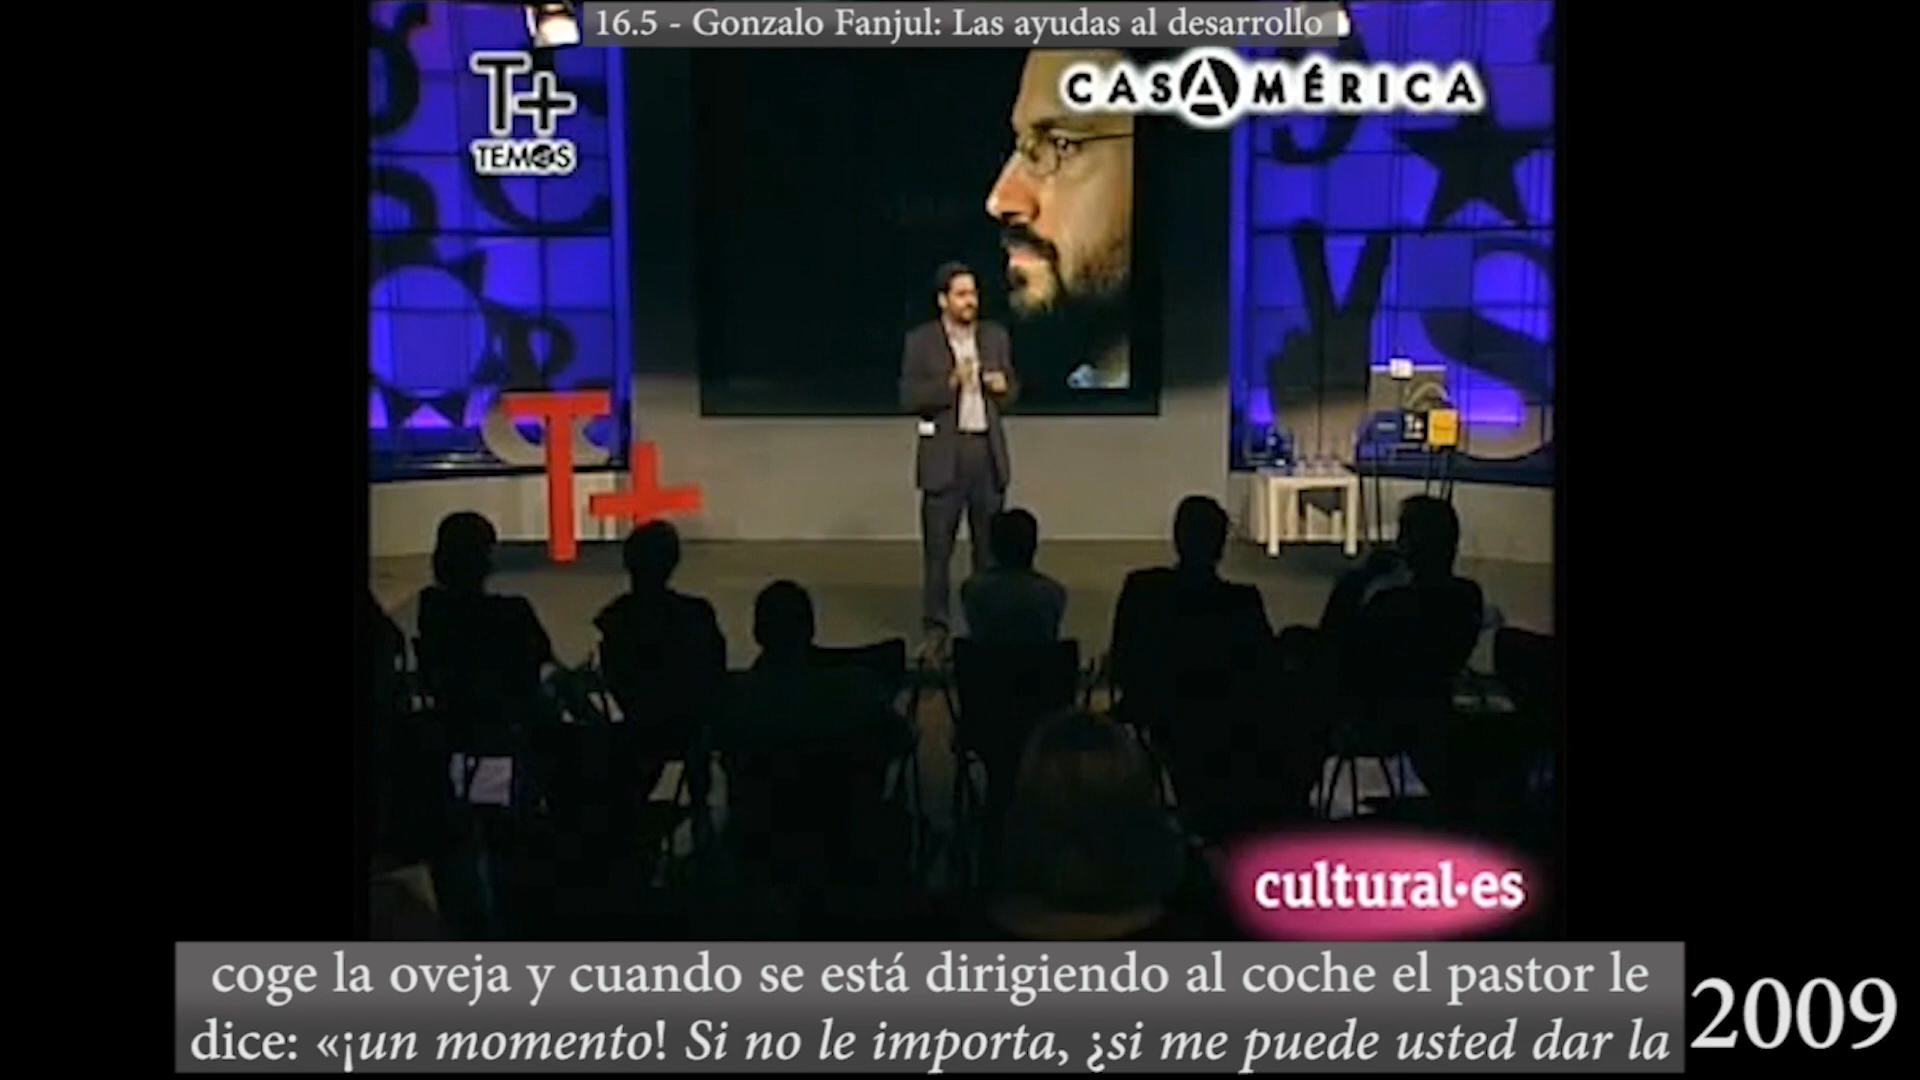 16.5 - Gonzalo Fanjul: Las ayudas al desarrollo
T+
TEMAS
CASAMÉRICA
T+
cultural·es
coge la oveja y cuando se está dirigiendo al coche el pastor le
dice: «¡un momento! Si no le importa, ¿si me puede usted dar la
2009